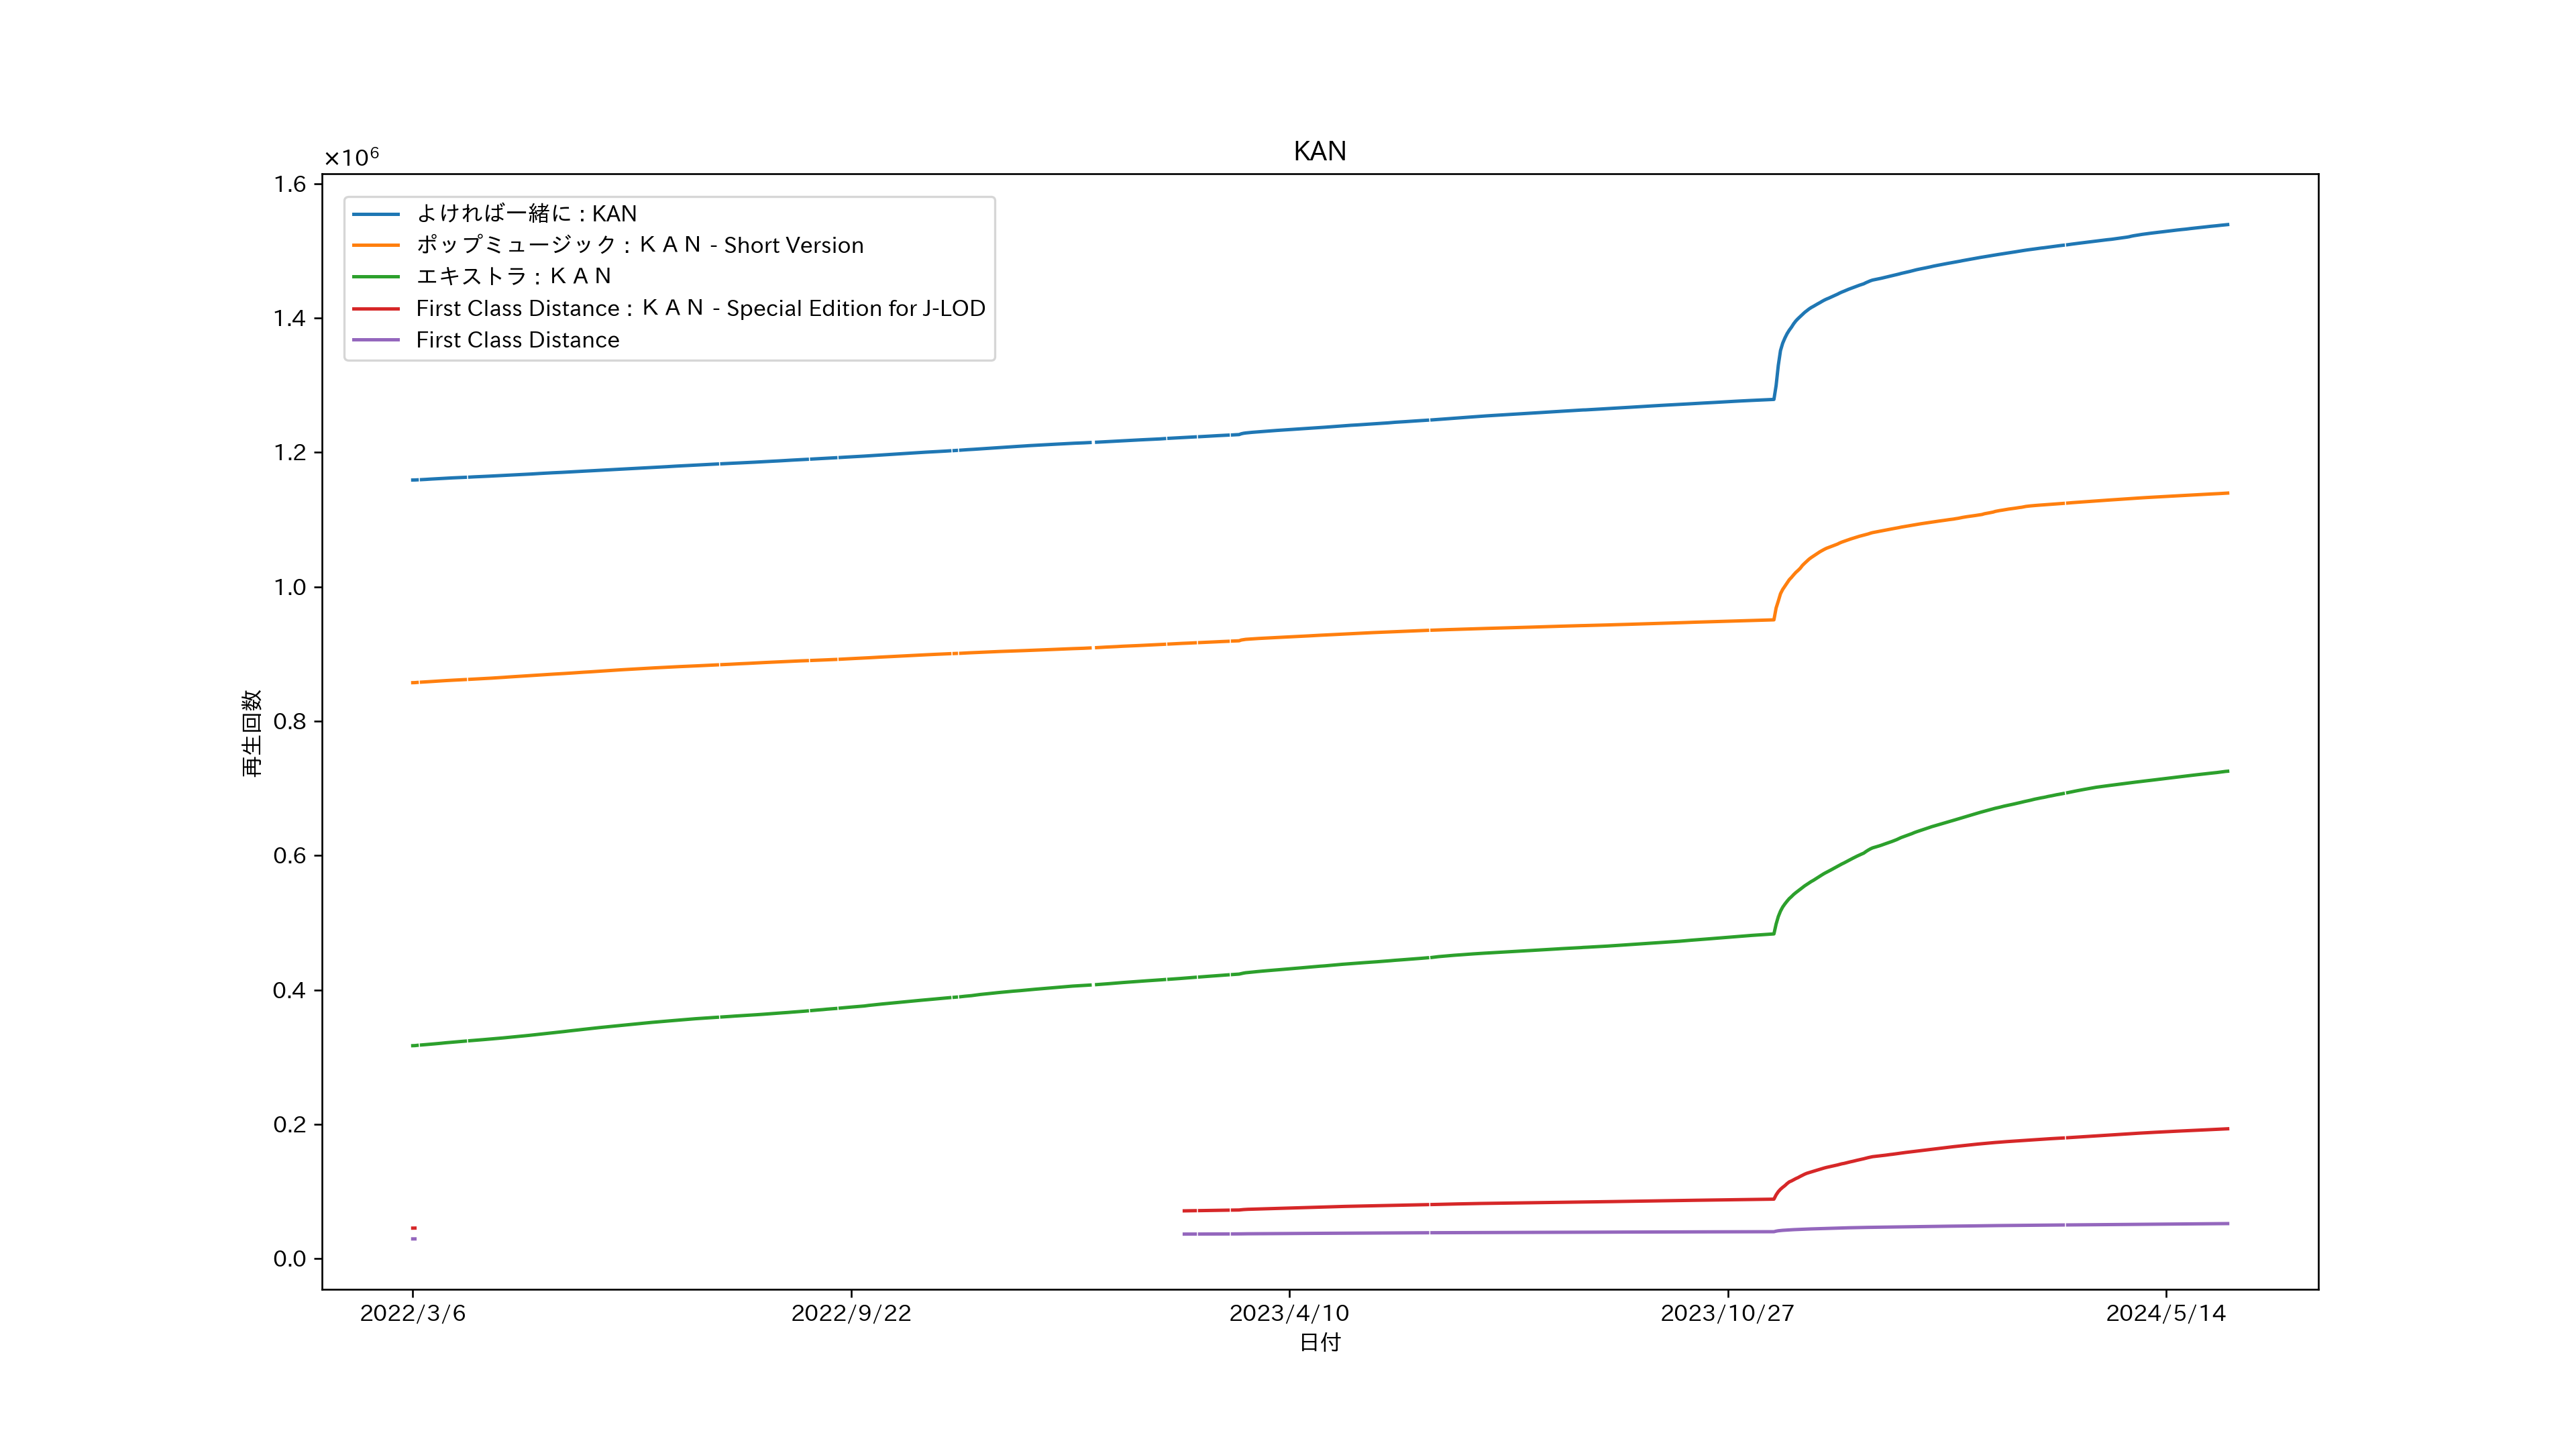 KAN
×10⁶
1.6
1.4
1.2
1.0
0.8
0.6
0.4
0.2
0.0
再生回数
よければ一緒に : KAN
ポップミュージック : ＫＡＮ - Short Version
エキストラ : ＫＡＮ
First Class Distance : ＫＡＮ - Special Edition for J-LOD
First Class Distance
2022/3/6
2022/9/22
2023/4/10
2023/10/27
2024/5/14
日付